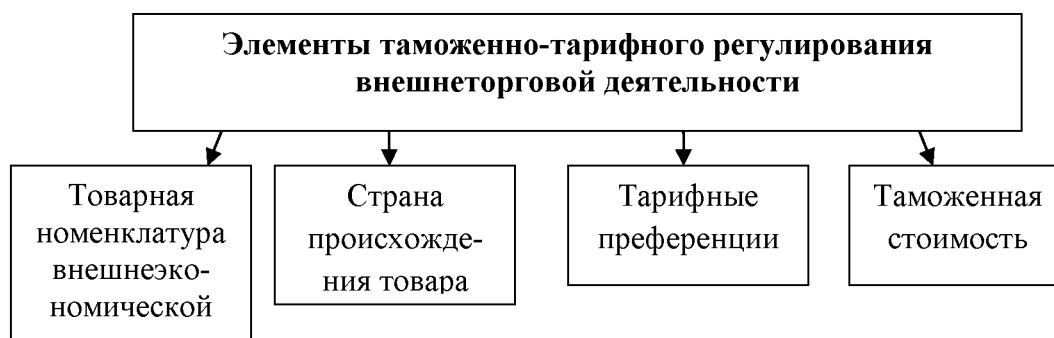 Элементы таможенно-тарифного регулирования
внешнеторговой деятельности
Товарная
номенклатура
внешнеэко-
номической
Страна
происхожде-
ния товара
Тарифные
преференции
Таможенная
стоимость